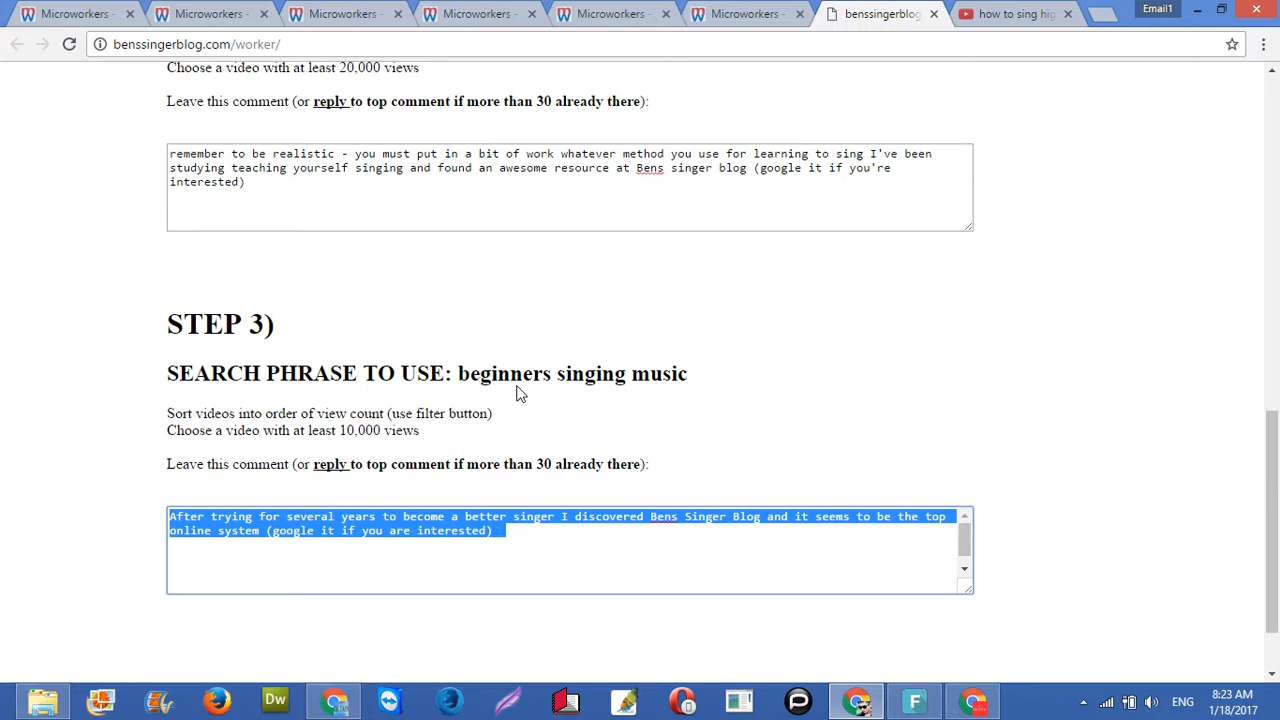 Microworkers -
Microworkers -
Microworkers -
Microworkers -
Microworkers -
Microworkers -
benssingerblog
how to sing hig
Email1
benssingerblog.com/worker/
Choose a video with at least 20,000 views
Leave this comment (or reply to top comment if more than 30 already there):
remember to be realistic - you must put in a bit of work whatever method you use for learning to sing I've been
studying teaching yourself singing and found an awesome resource at Bens singer blog (google it if you're
interested)
STEP 3)
SEARCH PHRASE TO USE: beginners singing music
Sort videos into order of view count (use filter button)
Choose a video with at least 10,000 views
Leave this comment (or reply to top comment if more than 30 already there):
After trying for several years to become a better singer I discovered Bens Singer Blog and it seems to be the top
online system (google it if you are interested)
Dw
F
ENG
8:23 AM
1/18/2017